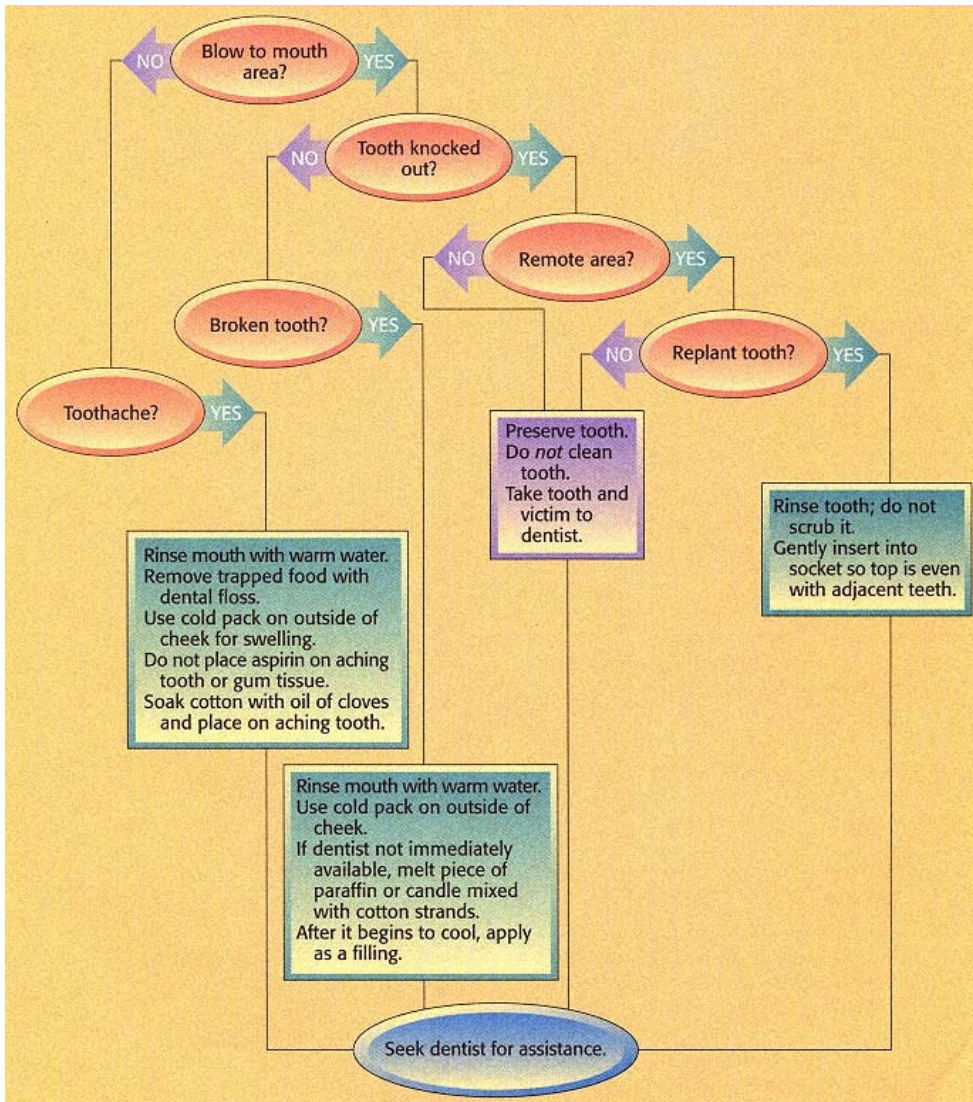 Blow to mouth
area?
NO
YES
Tooth knocked
out?
NO
YES
Remote area?
NO
YES
Broken tooth?
YES
Replant tooth?
NO
YES
Toothache?
YES
Preserve tooth.
Do not clean
tooth.
Take tooth and
victim to
dentist.
Rinse tooth; do not
scrub it.
Gently insert into
socket so top is even
with adjacent teeth.
Rinse mouth with warm water.
Remove trapped food with
dental floss.
Use cold pack on outside of
cheek for swelling.
Do not place aspirin on aching
tooth or gum tissue.
Soak cotton with oil of cloves
and place on aching tooth.
Rinse mouth with warm water.
Use cold pack on outside of
cheek.
If dentist not immediately
available, melt piece of
paraffin or candle mixed
with cotton strands.
After it begins to cool, apply
as a filling.
Seek dentist for assistance.